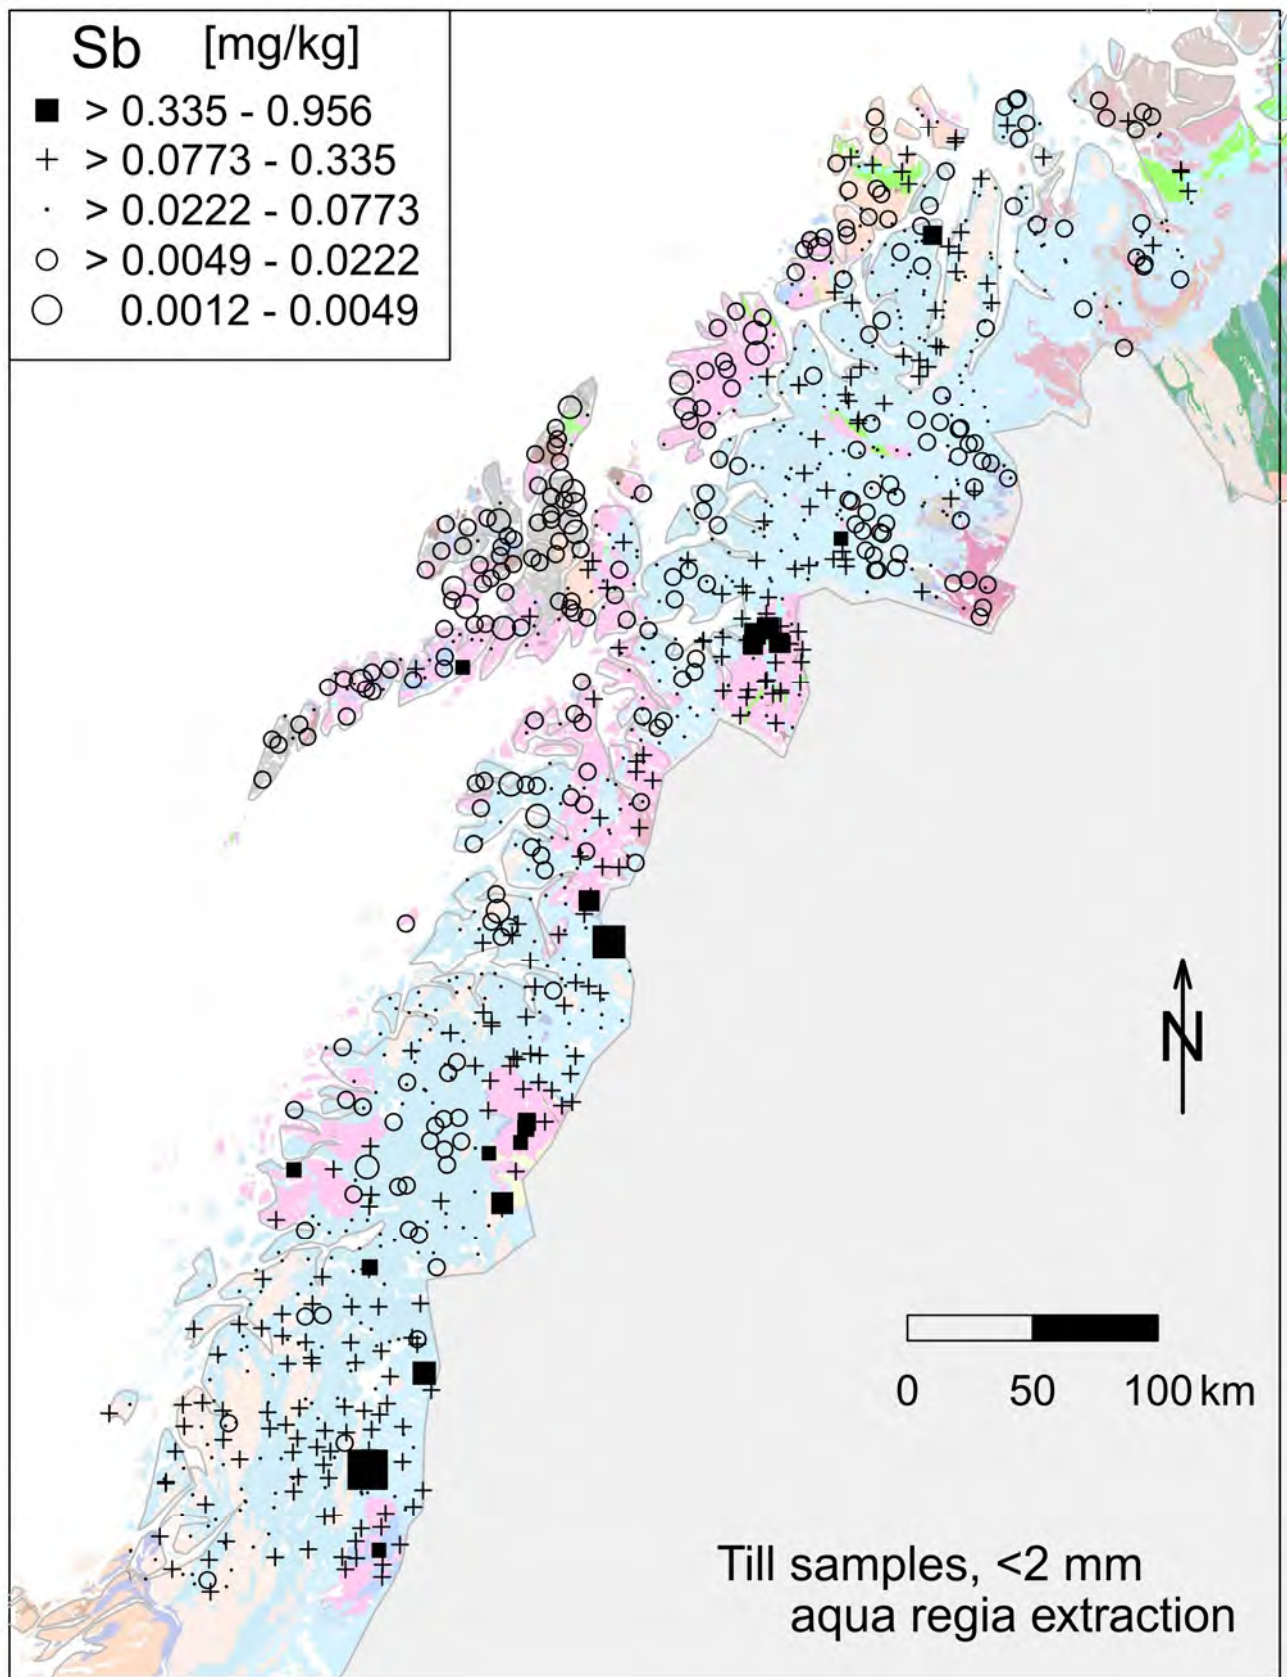 Sb [mg/kg]
> 0.335 - 0.956
> 0.0773 - 0.335
> 0.0222 - 0.0773
> 0.0049 - 0.0222
0.0012 - 0.0049
N
0 50 100 km
Till samples, <2 mm
aqua regia extraction